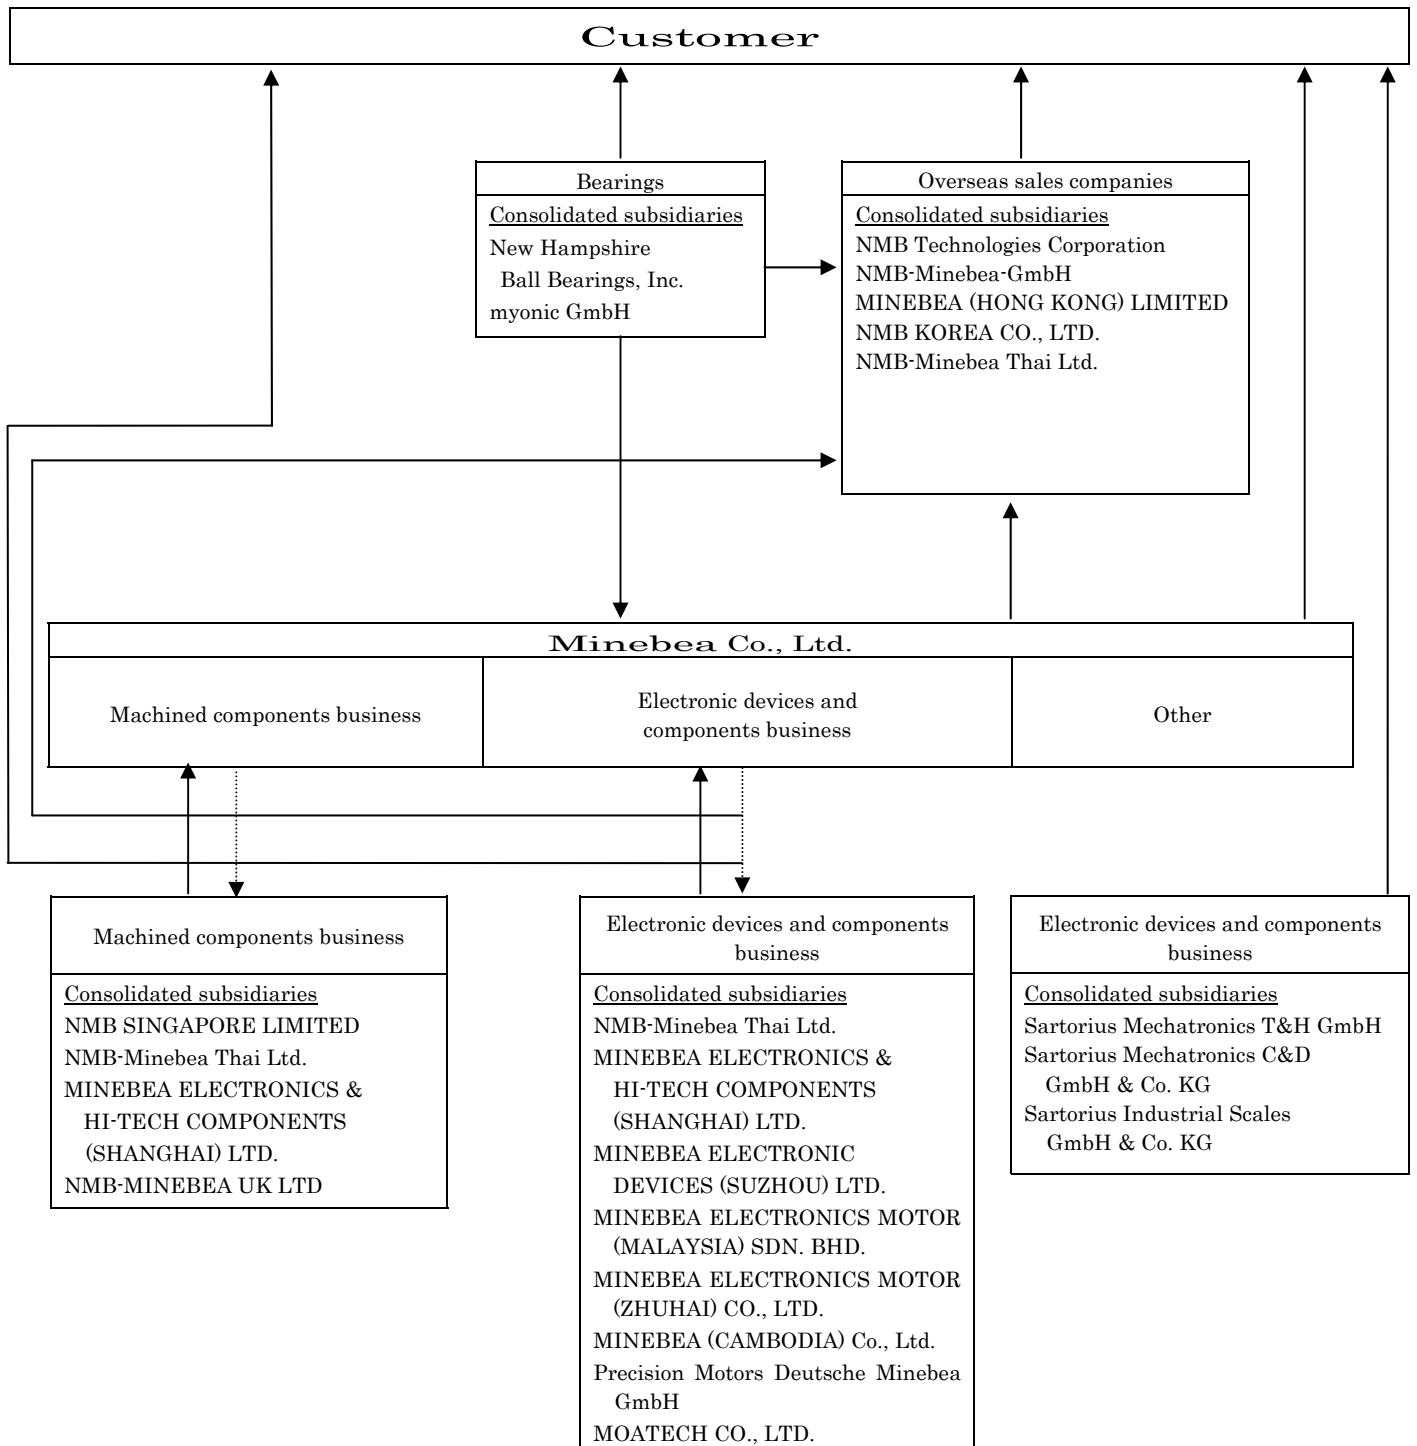 Customer
Bearings
Consolidated subsidiaries
New Hampshire
Ball Bearings, Inc.
myonic GmbH
Overseas sales companies
Consolidated subsidiaries
NMB Technologies Corporation
NMB-Minebea-GmbH
MINEBEA (HONG KONG) LIMITED
NMB KOREA CO., LTD.
NMB-Minebea Thai Ltd.
Minebea Co., Ltd.
Machined components business
Electronic devices and
components business
Other
Machined components business
Consolidated subsidiaries
NMB SINGAPORE LIMITED
NMB-Minebea Thai Ltd.
MINEBEA ELECTRONICS &
HI-TECH COMPONENTS
(SHANGHAI) LTD.
NMB-MINEBEA UK LTD
Electronic devices and components
business
Consolidated subsidiaries
NMB-Minebea Thai Ltd.
MINEBEA ELECTRONICS &
HI-TECH COMPONENTS
(SHANGHAI) LTD.
MINEBEA ELECTRONIC
DEVICES (SUZHOU) LTD.
MINEBEA ELECTRONICS MOTOR
(MALAYSIA) SDN. BHD.
MINEBEA ELECTRONICS MOTOR
(ZHUHAI) CO., LTD.
MINEBEA (CAMBODIA) Co., Ltd.
Precision Motors Deutsche Minebea
GmbH
MOATECH CO., LTD.
Electronic devices and components
business
Consolidated subsidiaries
Sartorius Mechatronics T&H GmbH
Sartorius Mechatronics C&D
GmbH & Co. KG
Sartorius Industrial Scales
GmbH & Co. KG